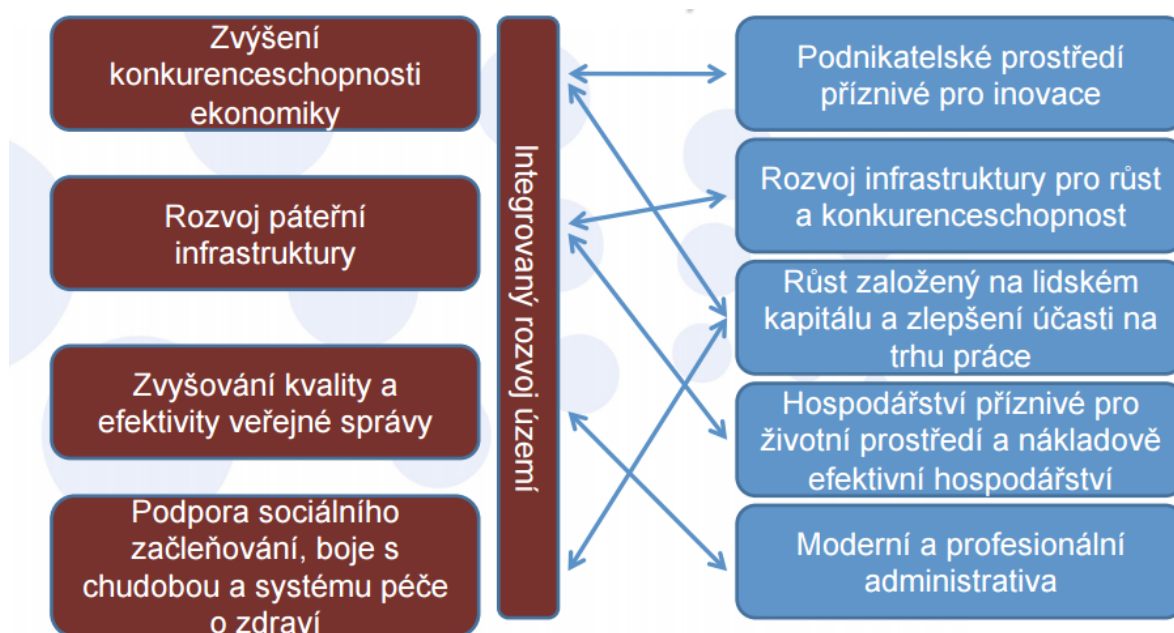 Zvýšení
konkurenceschopnosti
ekonomiky
Rozvoj páteřní
infrastruktury
Zvyšování kvality a
efektivity veřejné správy
Podpora sociálního
začleňování, boje s
chudobou a systému péče
o zdraví
Integrovaný rozvoj území
Podnikatelské prostředí
příznivé pro inovace
Rozvoj infrastruktury pro růst
a konkurenceschopnost
Růst založený na lidském
kapitálu a zlepšení účasti na
trhu práce
Hospodářství příznivé pro
životní prostředí a nákladově
efektivní hospodářství
Moderní a profesionální
administrativa